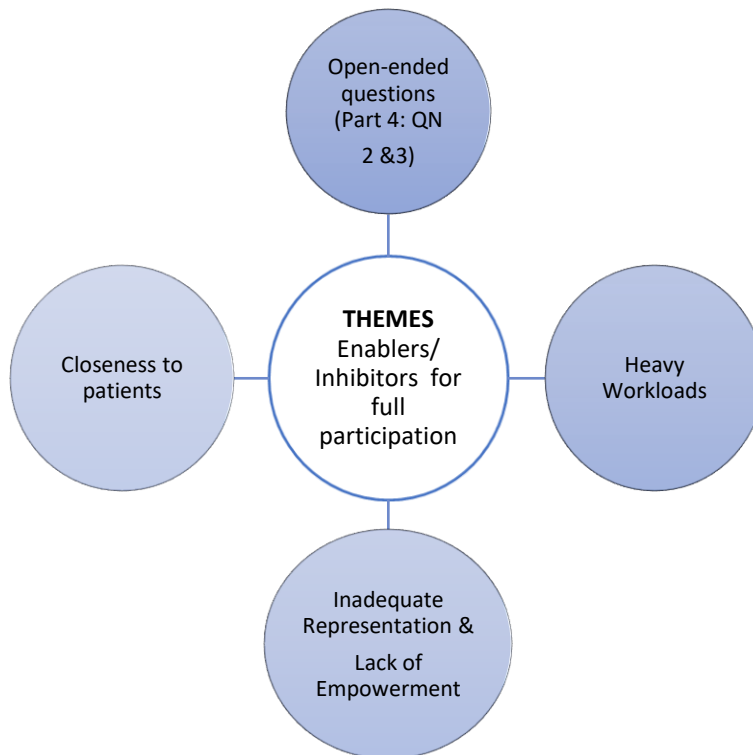 Open-ended
questions
(Part 4: QN
2 &3)
Closeness to
patients
THEMES
Enablers/
Inhibitors for
full
participation
Heavy
Workloads
Inadequate
Representation &
Lack of
Empowerment